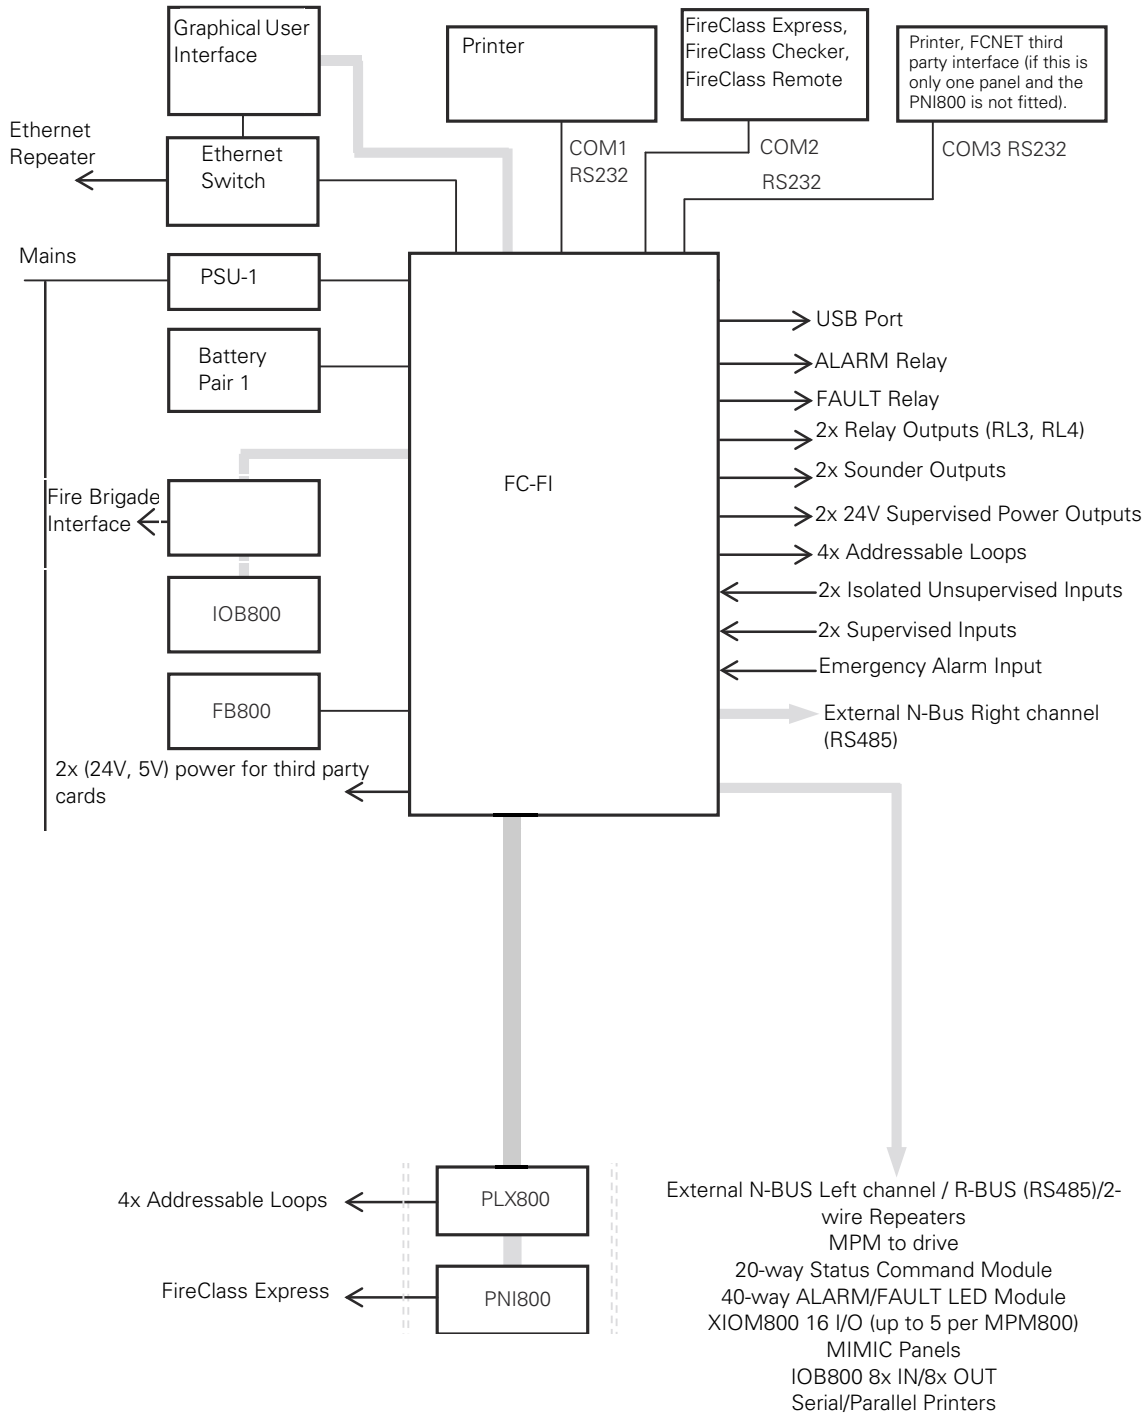 Graphical User
Interface
Printer
FireClass Express,
FireClass Checker,
FireClass Remote
Printer, FCNET third
party interface (if this is
only one panel and the
PNI800 is not fitted).
Ethernet
Repeater
Ethernet
Switch
COM1
RS232
COM2
RS232
COM3 RS232
Mains
PSU-1
Battery
Pair 1
FC-FI
USB Port
ALARM Relay
FAULT Relay
2x Relay Outputs (RL3, RL4)
2x Sounder Outputs
2x 24V Supervised Power Outputs
4x Addressable Loops
2x Isolated Unsupervised Inputs
2x Supervised Inputs
Emergency Alarm Input
External N-Bus Right channel
(RS485)
Fire Brigade
Interface
IOB800
FB800
2x (24V, 5V) power for third party
cards
4x Addressable Loops
PLX800
FireClass Express
PNI800
External N-BUS Left channel / R-BUS (RS485)/2-
wire Repeaters
MPM to drive
20-way Status Command Module
40-way ALARM/FAULT LED Module
XIOM800 16 I/O (up to 5 per MPM800)
MIMIC Panels
IOB800 8x IN/8x OUT
Serial/Parallel Printers